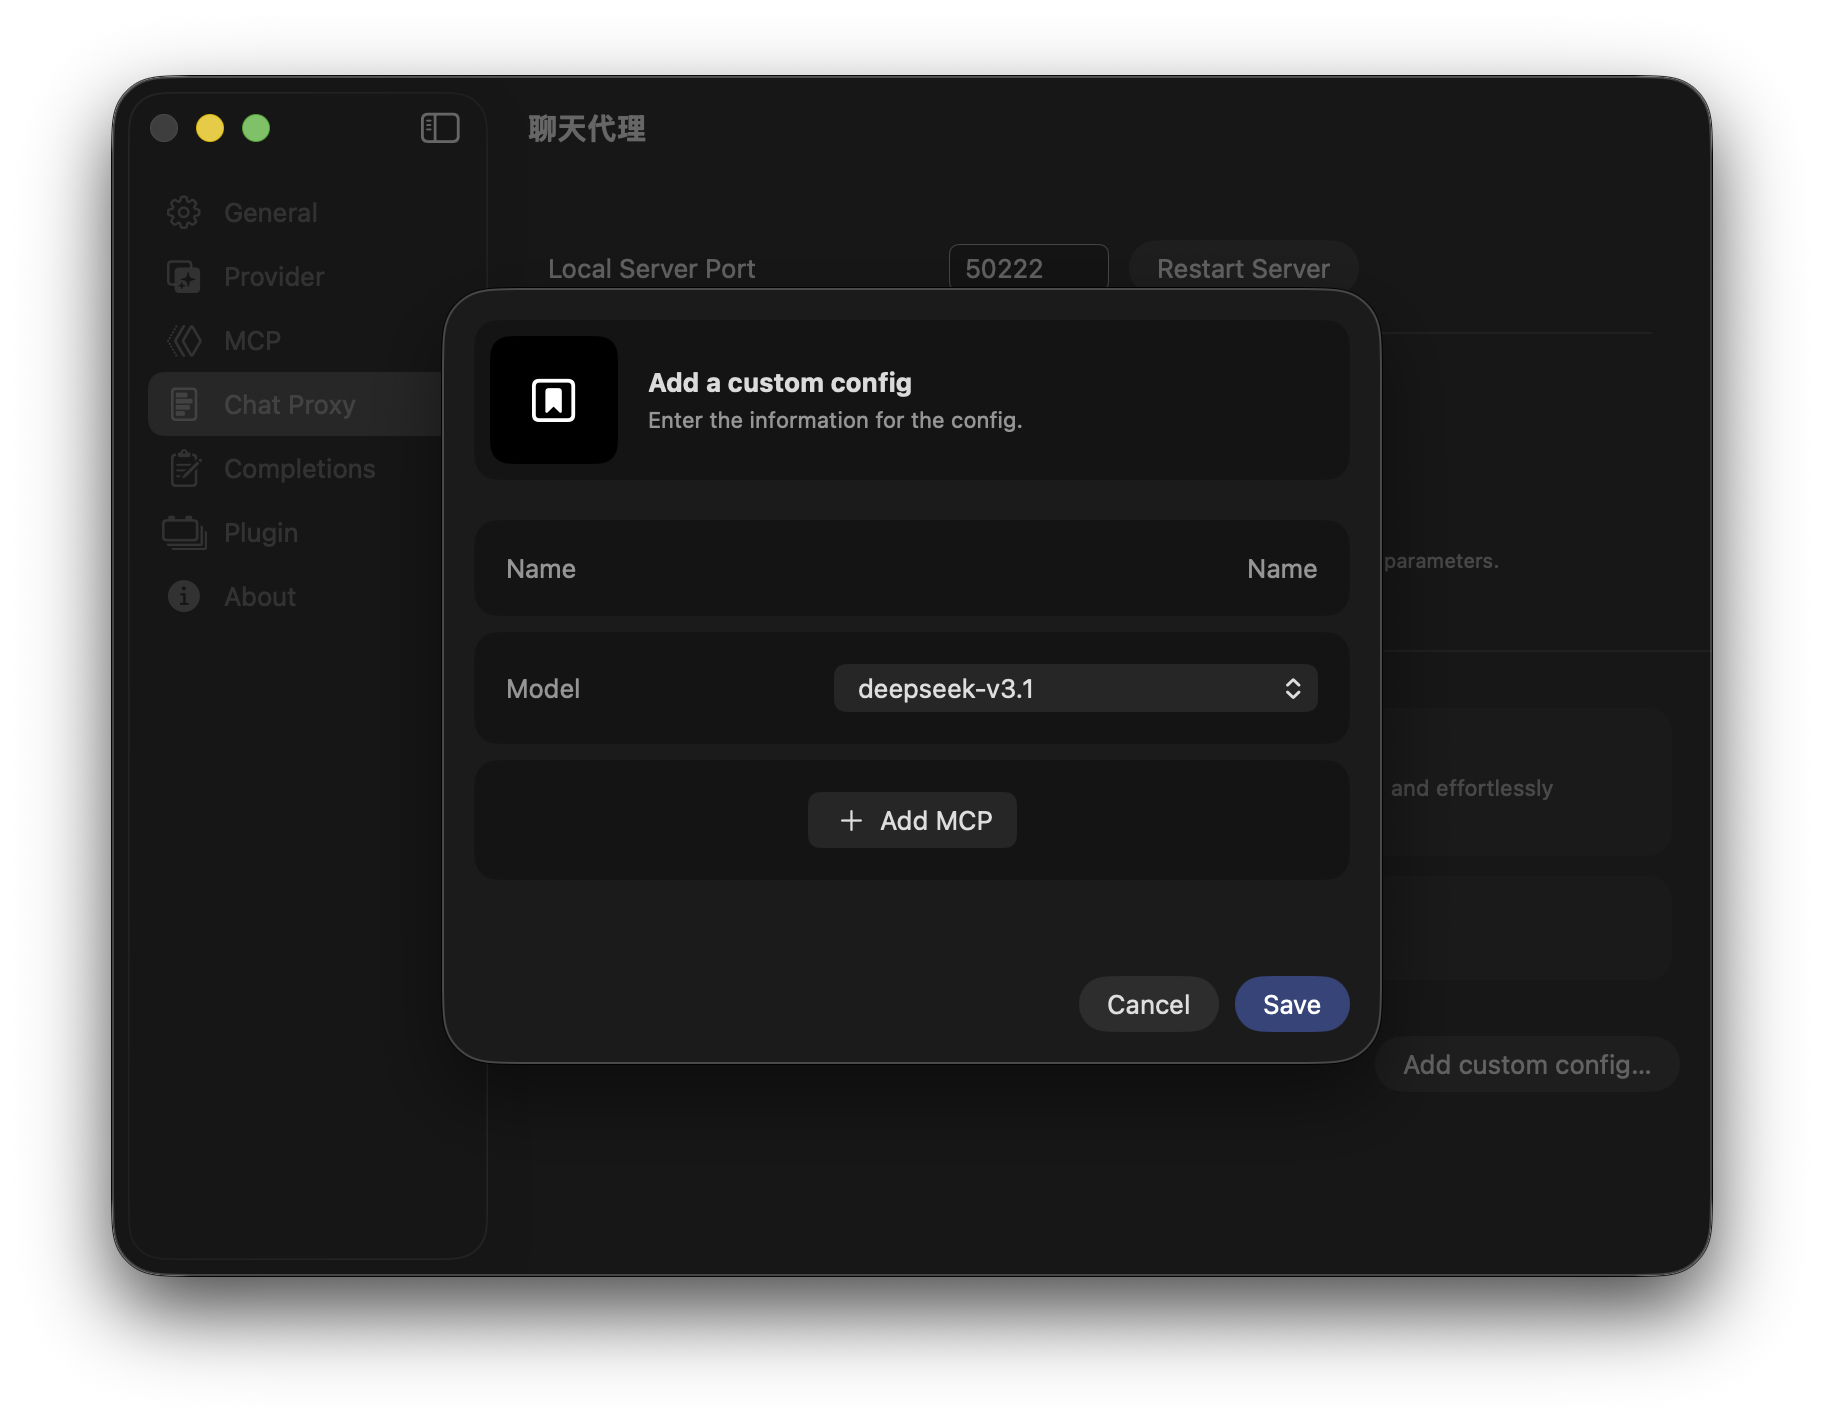 聊天代理
General
Provider
MCP
Chat Proxy
Completions
Plugin
About
Local Server Port
50222
Restart Server
parameters.
and effortlessly
Add custom config...
Add a custom config
Enter the information for the config.
Name
Name
Model
deepseek-v3.1
Add MCP
Cancel
Save